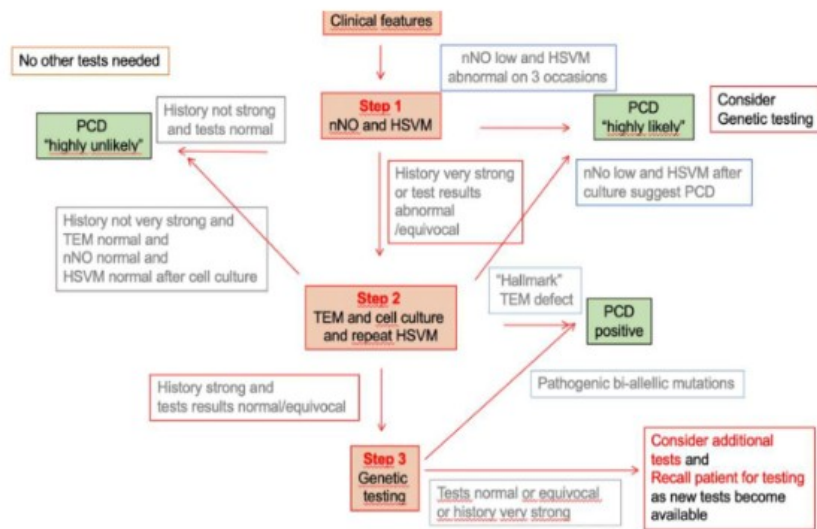 Clinical features
No other tests needed
nNO low and HSVM
abnormal on 3 occasions
Step 1
nNO and HSVM
History not strong
and tests normal
PCD
"highly unlikely"
PCD
"highly likely"
Consider
Genetic testing
History very strong
or test results
abnormal
/equivocal
nNo low and HSVM after
culture suggest PCD
History not very strong and
TEM normal and
nNO normal and
HSVM normal after cell culture
Step 2
TEM and cell culture
and repeat HSVM
"Hallmark"
TEM defect
PCD
positive
History strong and
tests results normal/equivocal
Pathogenic bi-allellic mutations
Step 3
Genetic
testing
Tests normal or equivocal
or history very strong
Consider additional
tests and
Recall patient for testing
as new tests become
available